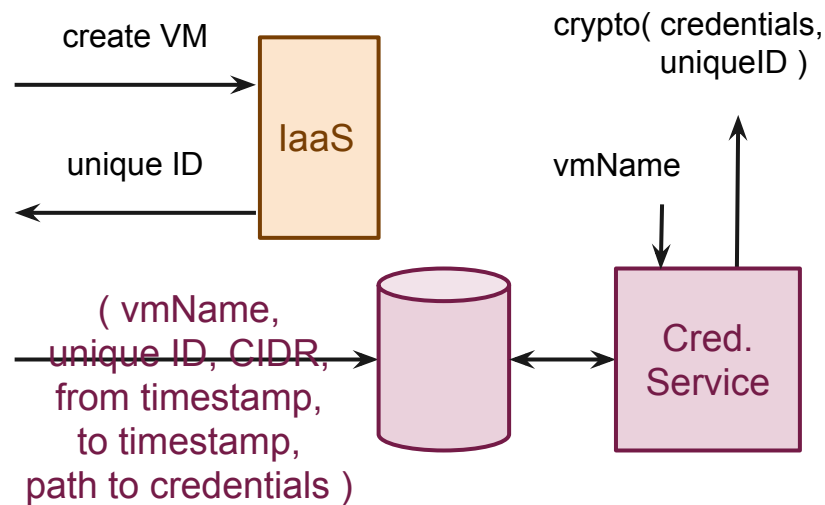 create VM
IaaS
unique ID
crypto( credentials,
uniqueID )
vmName
( vmName,
unique ID, CIDR,
from timestamp,
to timestamp,
path to credentials )
Cred.
Service